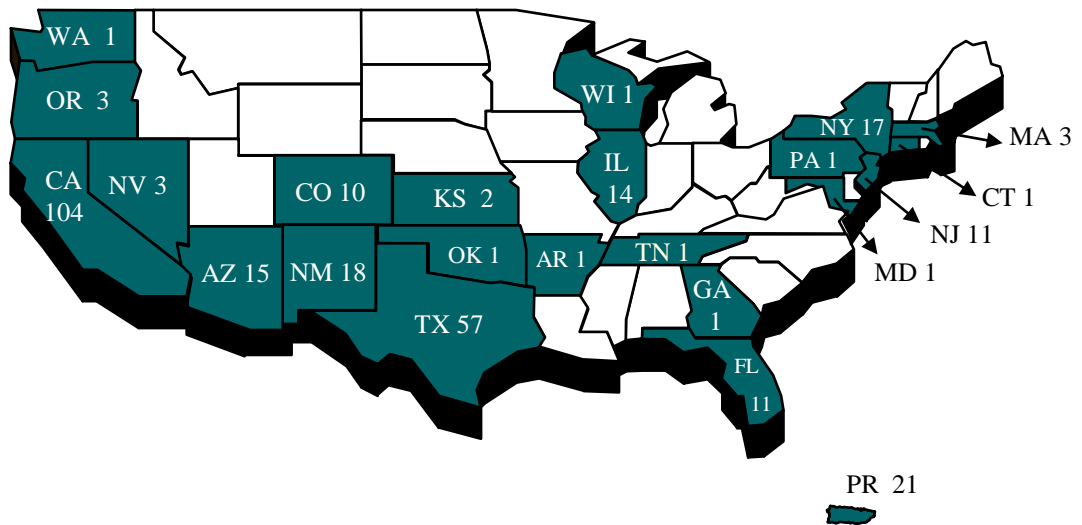 WA 1
OR 3
CA
104
NV 3
CO 10
KS 2
AZ 15
NM 18
OK 1
TX 57
AR 1
WI 1
IL
14
TN 1
GA
1
FL
11
NY 17
PA 1
MA 3
CT 1
NJ 11
MD 1
PR 21